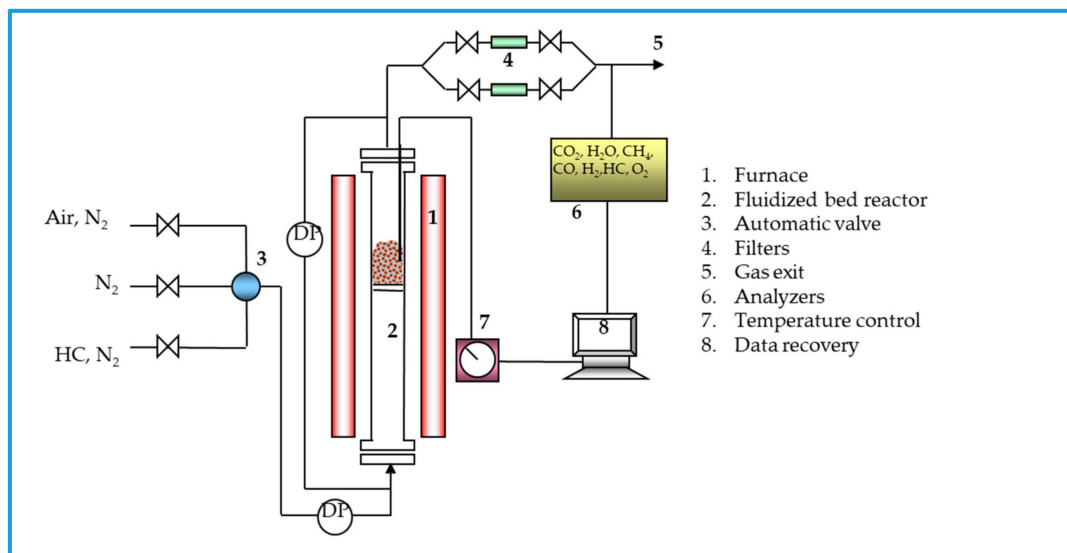 5
4
CO₂, H₂O, CH₄,
CO, H₂,HC, O₂
6
1. Furnace
2. Fluidized bed reactor
3. Automatic valve
4. Filters
5. Gas exit
6. Analyzers
7. Temperature control
8. Data recovery
1
Air, N₂
DP
3
N₂
2
7
8
HC, N₂
DP